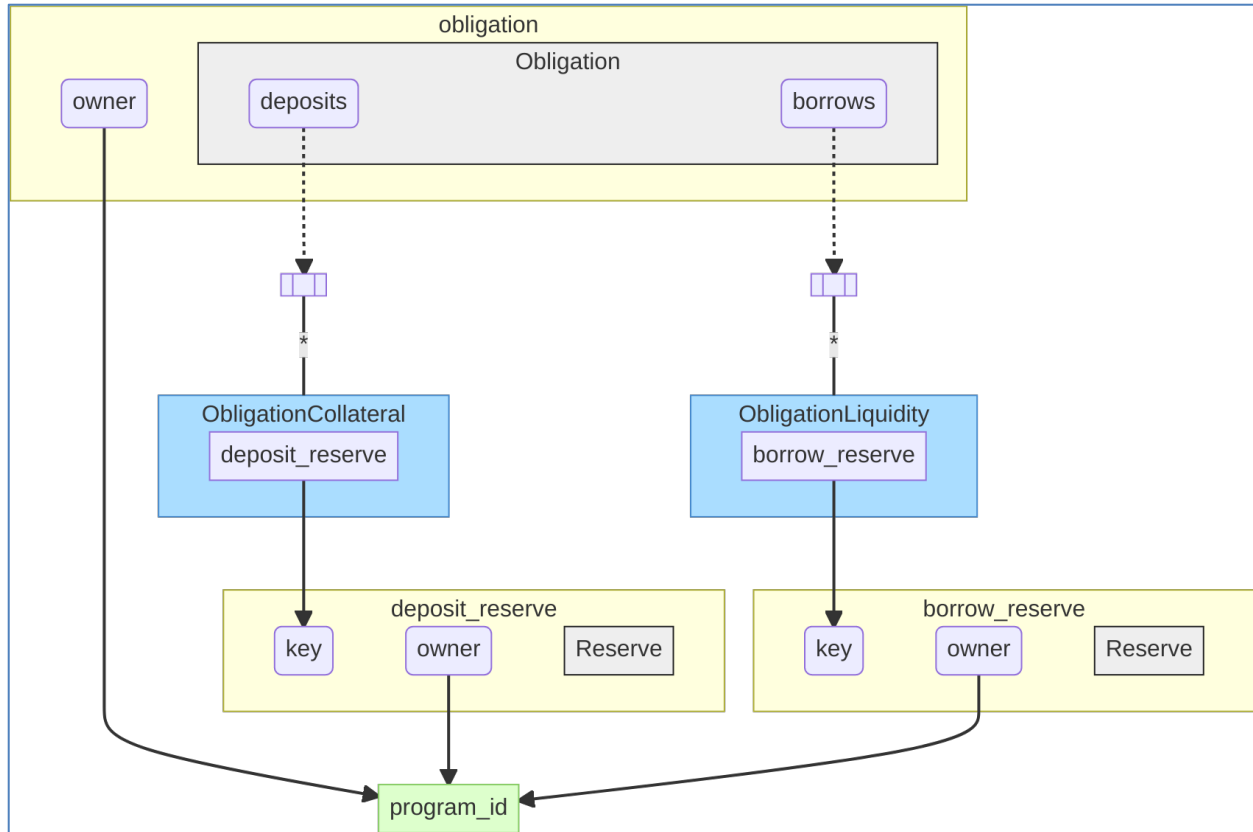 obligation
Obligation
owner
deposits
borrows
*
*
ObligationCollateral
ObligationLiquidity
deposit_reserve
borrow_reserve
deposit_reserve
borrow_reserve
key
owner
Reserve
key
owner
Reserve
program_id